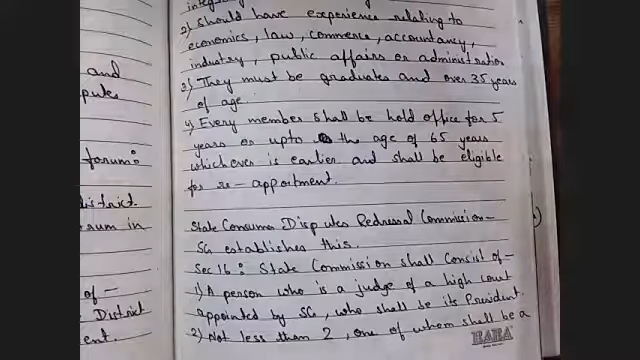 and
putes
forum:
district.
orum in
of -
District
ent.
2) Should have experience relating to
economics, law, commerce, accountancy,
industry, public affairs or administration
3) They must be graduates and over 35 years
of age.
4) Every member shall be hold office for 5
years or upto the age of 65 years
whichever is earlier and shall be eligible
for re-apportment.
State Consumer Disputes Redressal Commission-
SG establishes this.
Sec 16: State Commission shall consist of -
1) A person who is a judge of a high court
appointed by SG, who shall be its President.
2) Not less than 2, one of whom shall be a